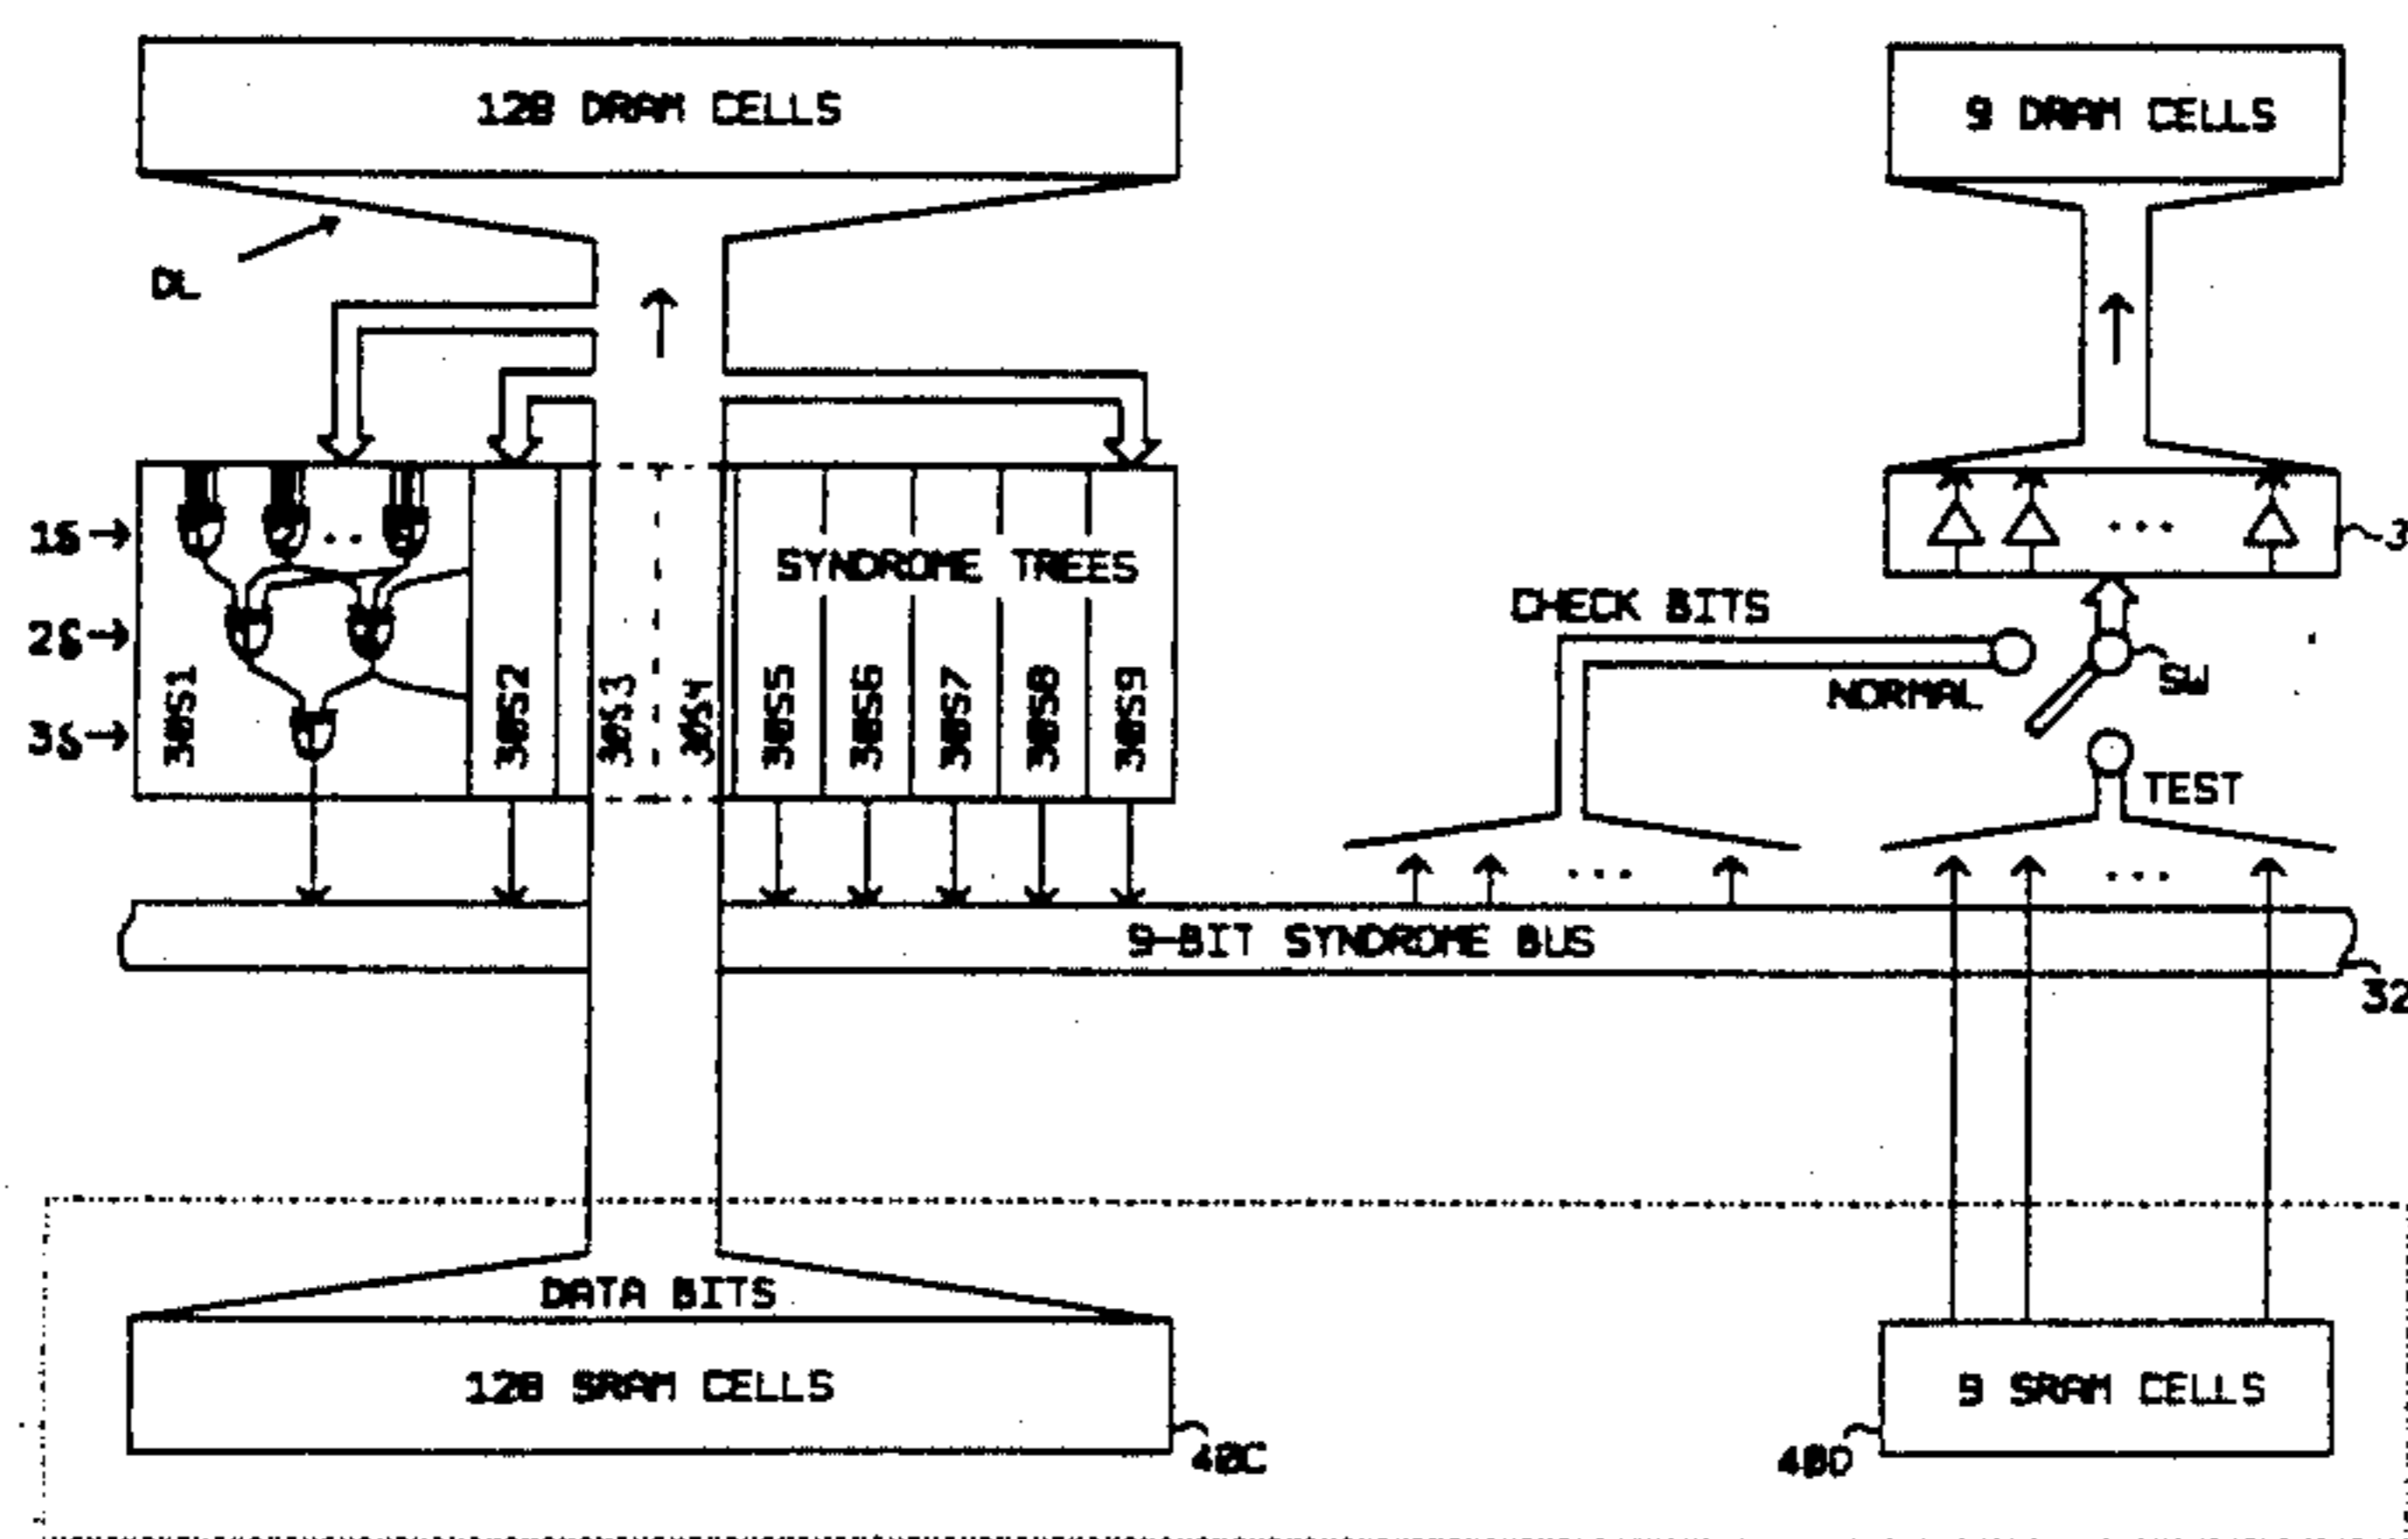 128 DRAM CELLS
9 DRAM CELLS
DL
1S
SYNDROME TREES
CHECK BITS
2S
NORMAL
SW
3S
30S1
30S2
30S3
30S4
30S5
30S6
30S7
30S8
30S9
TEST
9-BIT SYNDROME BUS
32
DATA BITS
128 SRAM CELLS
40C
9 SRAM CELLS
40D